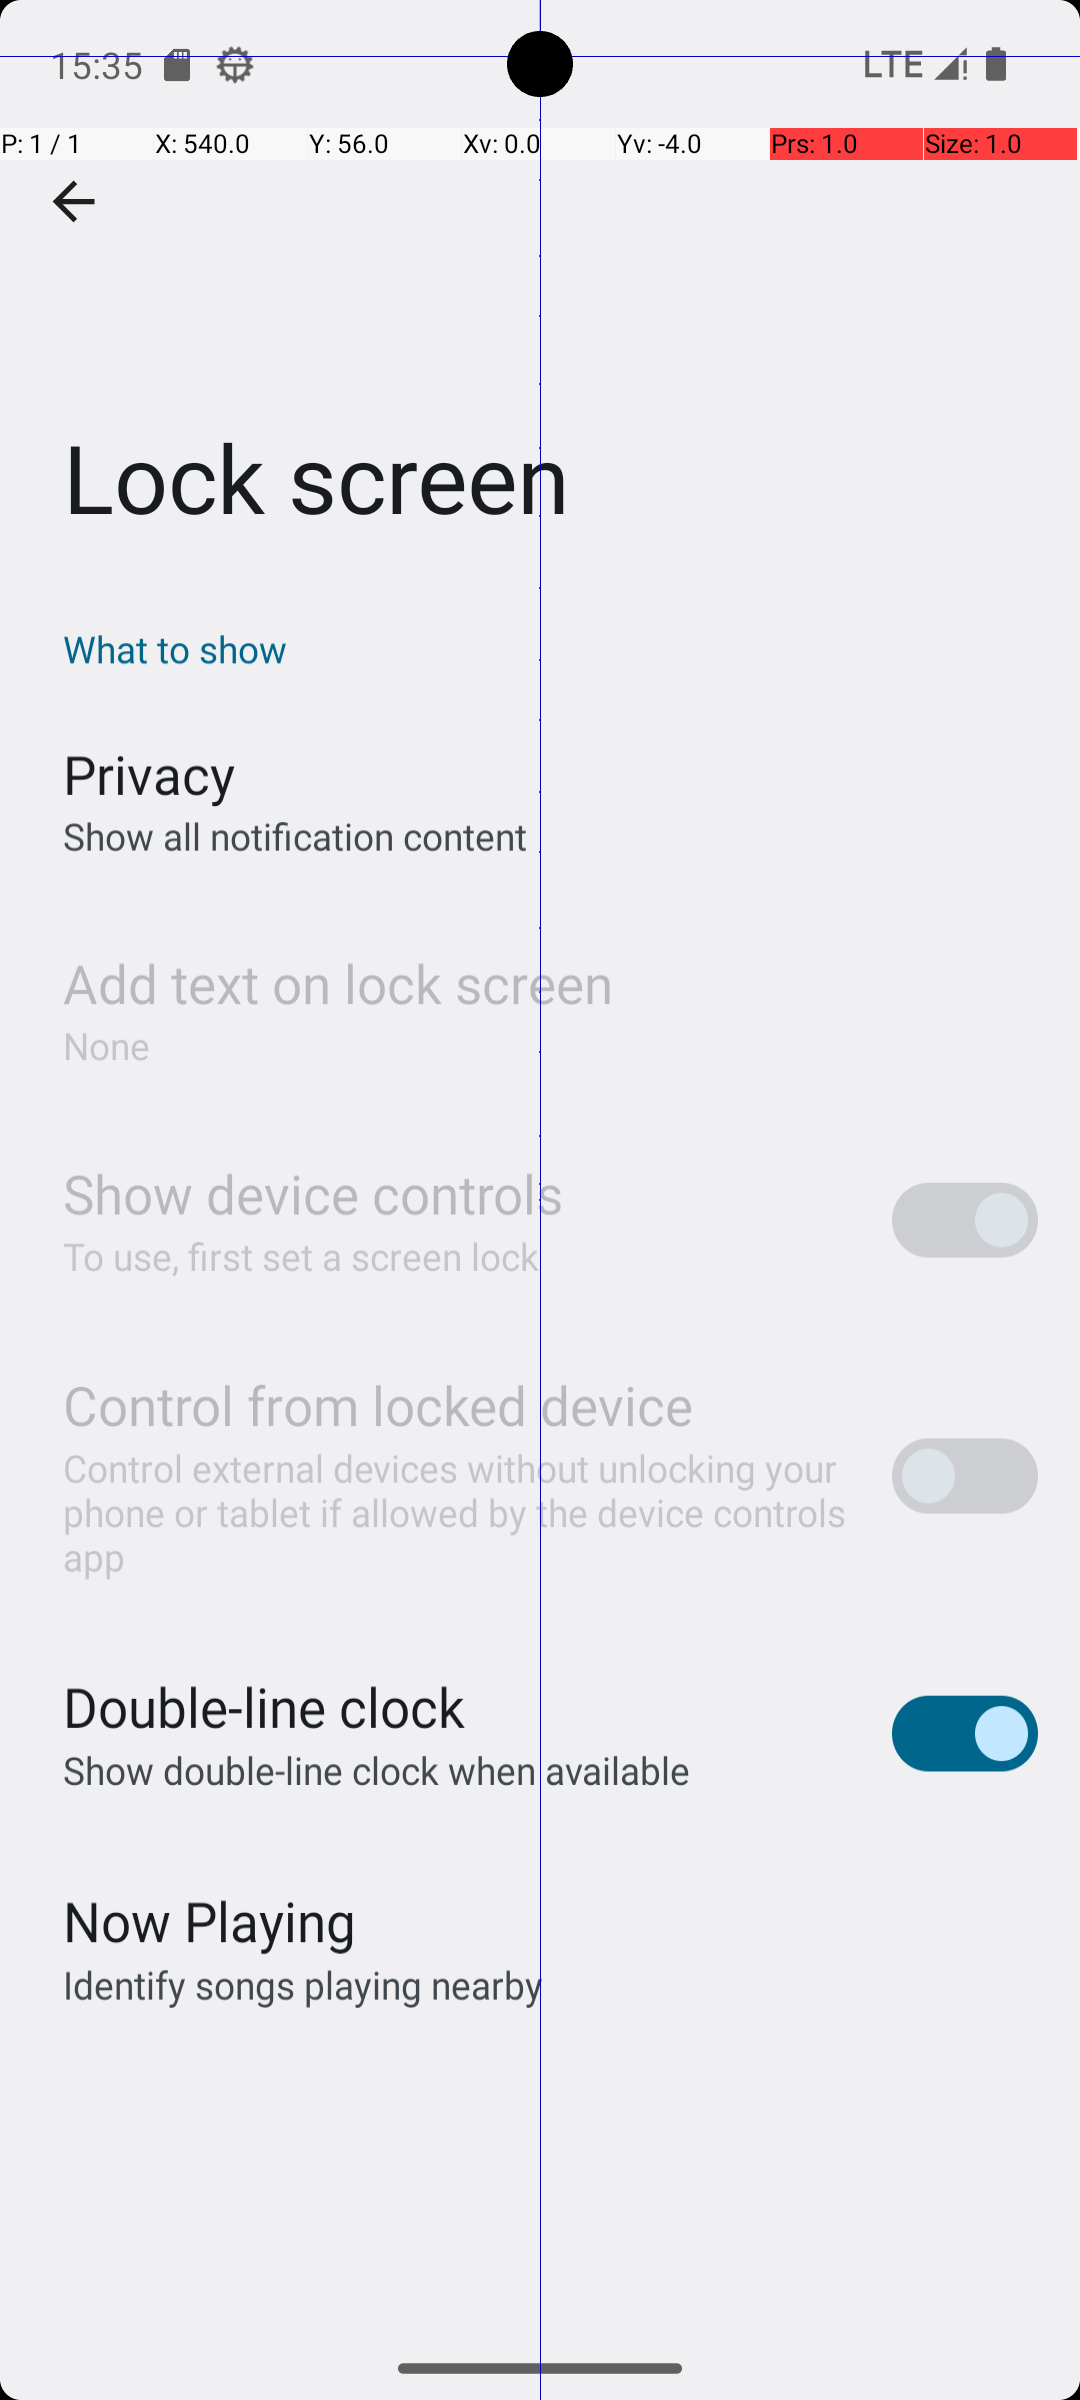 15:35 LTE
P: 1 / 1 X: 540.0 Y: 56.0 Xv: 0.0 Yv: -4.0 Prs: 1.0 Size: 1.0
Lock screen
What to show
Privacy
Show all notification content
Add text on lock screen
None
Show device controls
To use, first set a screen lock
Control from locked device
Control external devices without unlocking your
phone or tablet if allowed by the device controls
app
Double-line clock
Show double-line clock when available
Now Playing
Identify songs playing nearby